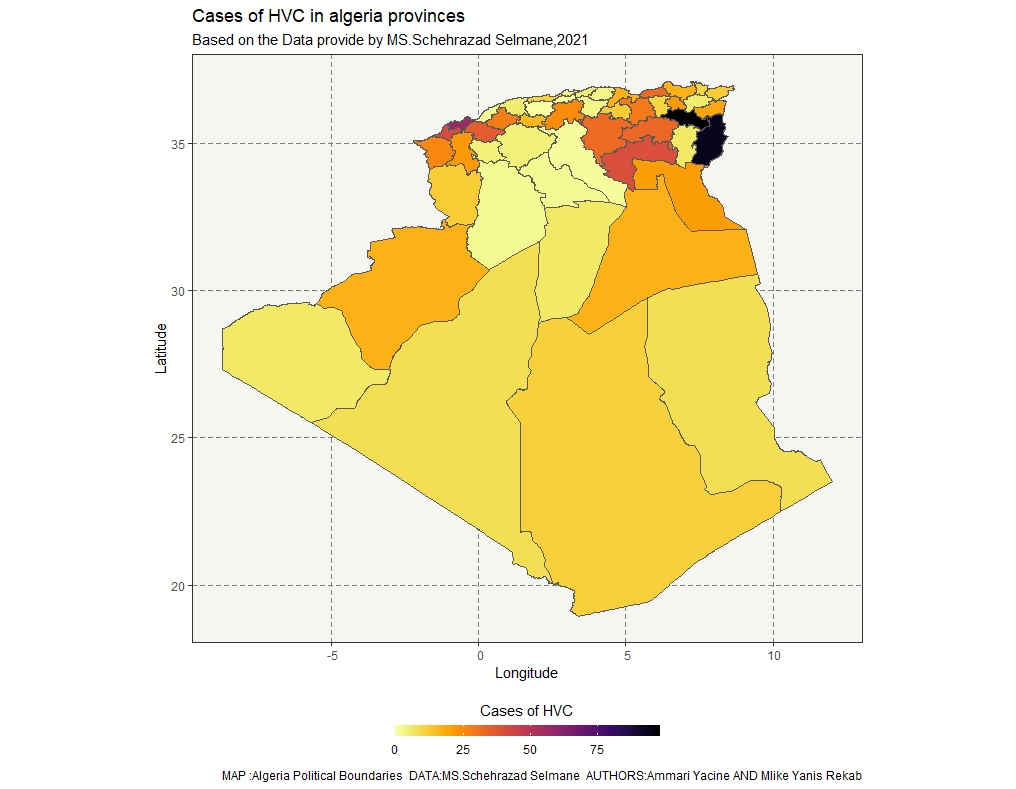 Cases of HVC in algeria provinces
Based on the Data provide by MS.Schehrazad Selmane,2021
35
30
25
20
Latitude
-5 0 5 10
Longitude
Cases of HVC
0 25 50 75
MAP :Algeria Political Boundaries DATA:MS.Schehrazad Selmane AUTHORS:Ammari Yacine AND Mlike Yanis Rekab